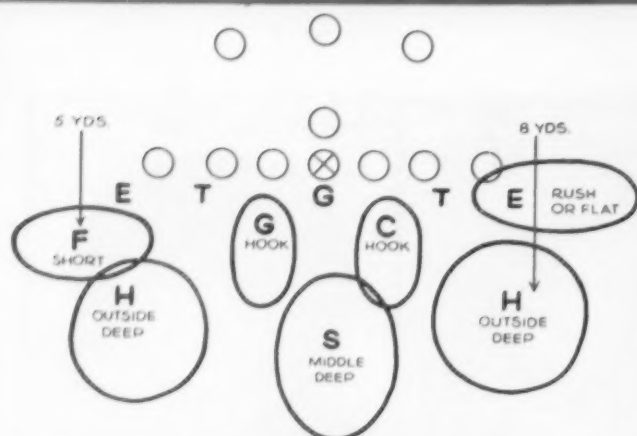 5 YDS.
8 YDS.
E T G T E
RUSH
OR FLAT
F
SHORT
G
HOOK
C
HOOK
H
OUTSIDE
DEEP
S
MIDDLE
DEEP
H
OUTSIDE
DEEP